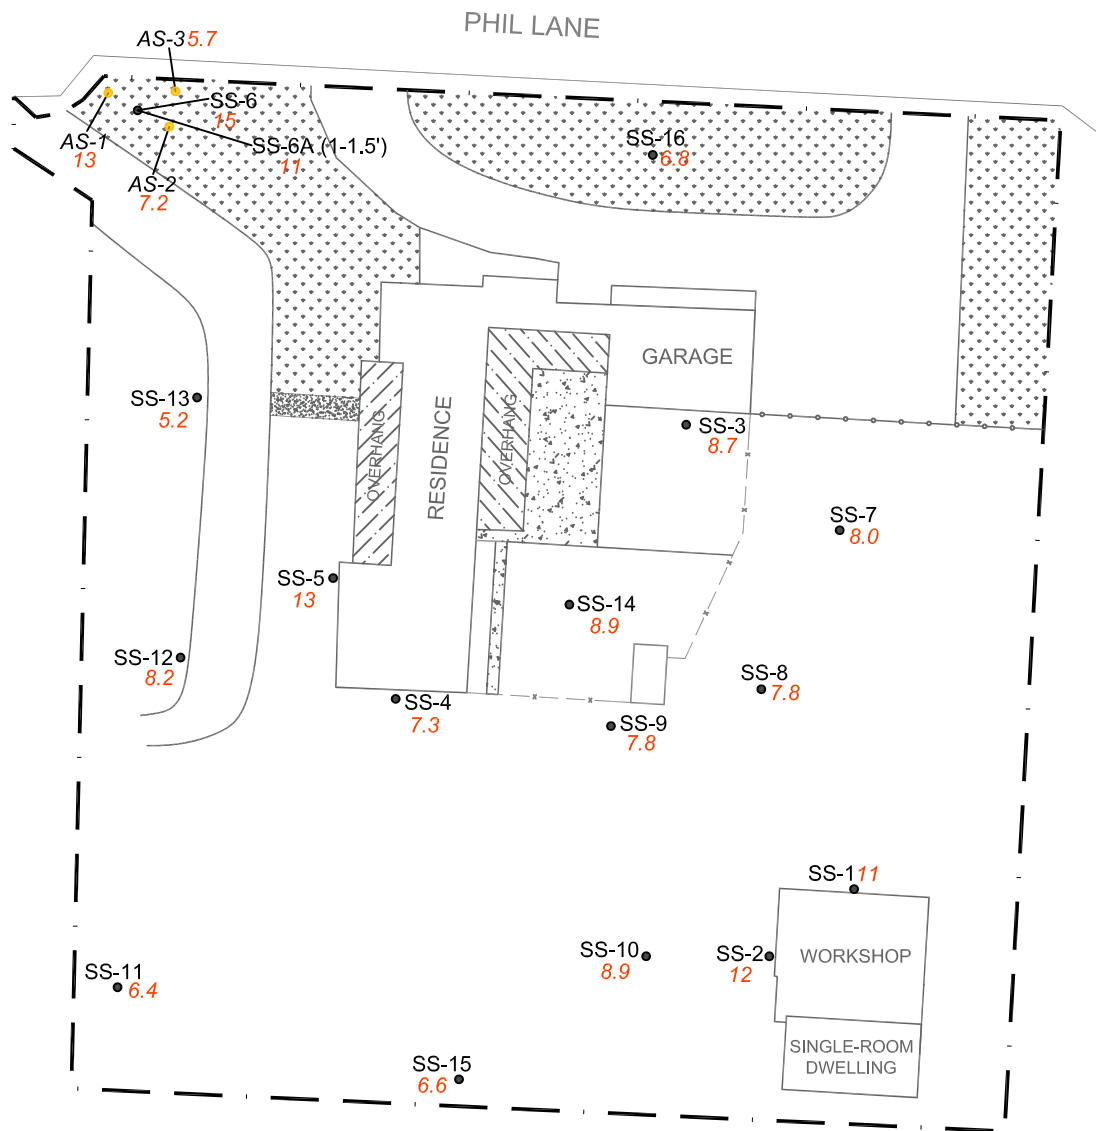 PHIL LANE
AS-3 5.7
SS-6
15
AS-1
13
SS-6A (1-1.5')
11
AS-2
7.2
SS-16
6.8
GARAGE
SS-13
5.2
OVERHANG
RESIDENCE
OVERHANG
SS-3
8.7
SS-7
8.0
SS-5
13
SS-14
8.9
SS-12
8.2
SS-4
7.3
SS-8
7.8
SS-9
7.8
SS-1 11
SS-10
8.9
SS-2
12
WORKSHOP
SS-11
6.4
SINGLE-ROOM
DWELLING
SS-15
6.6